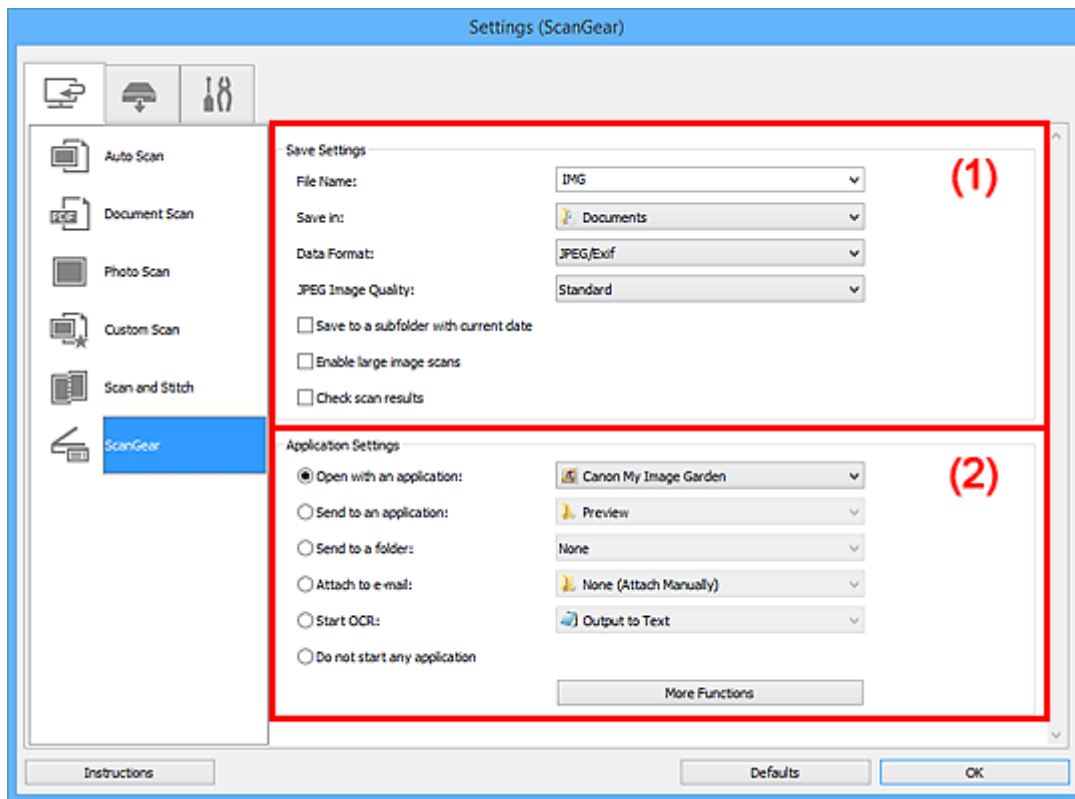 Settings (ScanGear)
Auto Scan
PDF
Document Scan
Photo Scan
Custom Scan
Scan and Stitch
ScanGear
Save Settings
(1)
File Name: IMG
Save in: Documents
Data Format: JPEG/Exif
JPEG Image Quality: Standard
Save to a subfolder with current date
Enable large image scans
Check scan results
Application Settings
(2)
Open with an application: Canon My Image Garden
Send to an application: Preview
Send to a folder: None
Attach to e-mail: None (Attach Manually)
Start OCR: Output to Text
Do not start any application
More Functions
Instructions Defaults OK